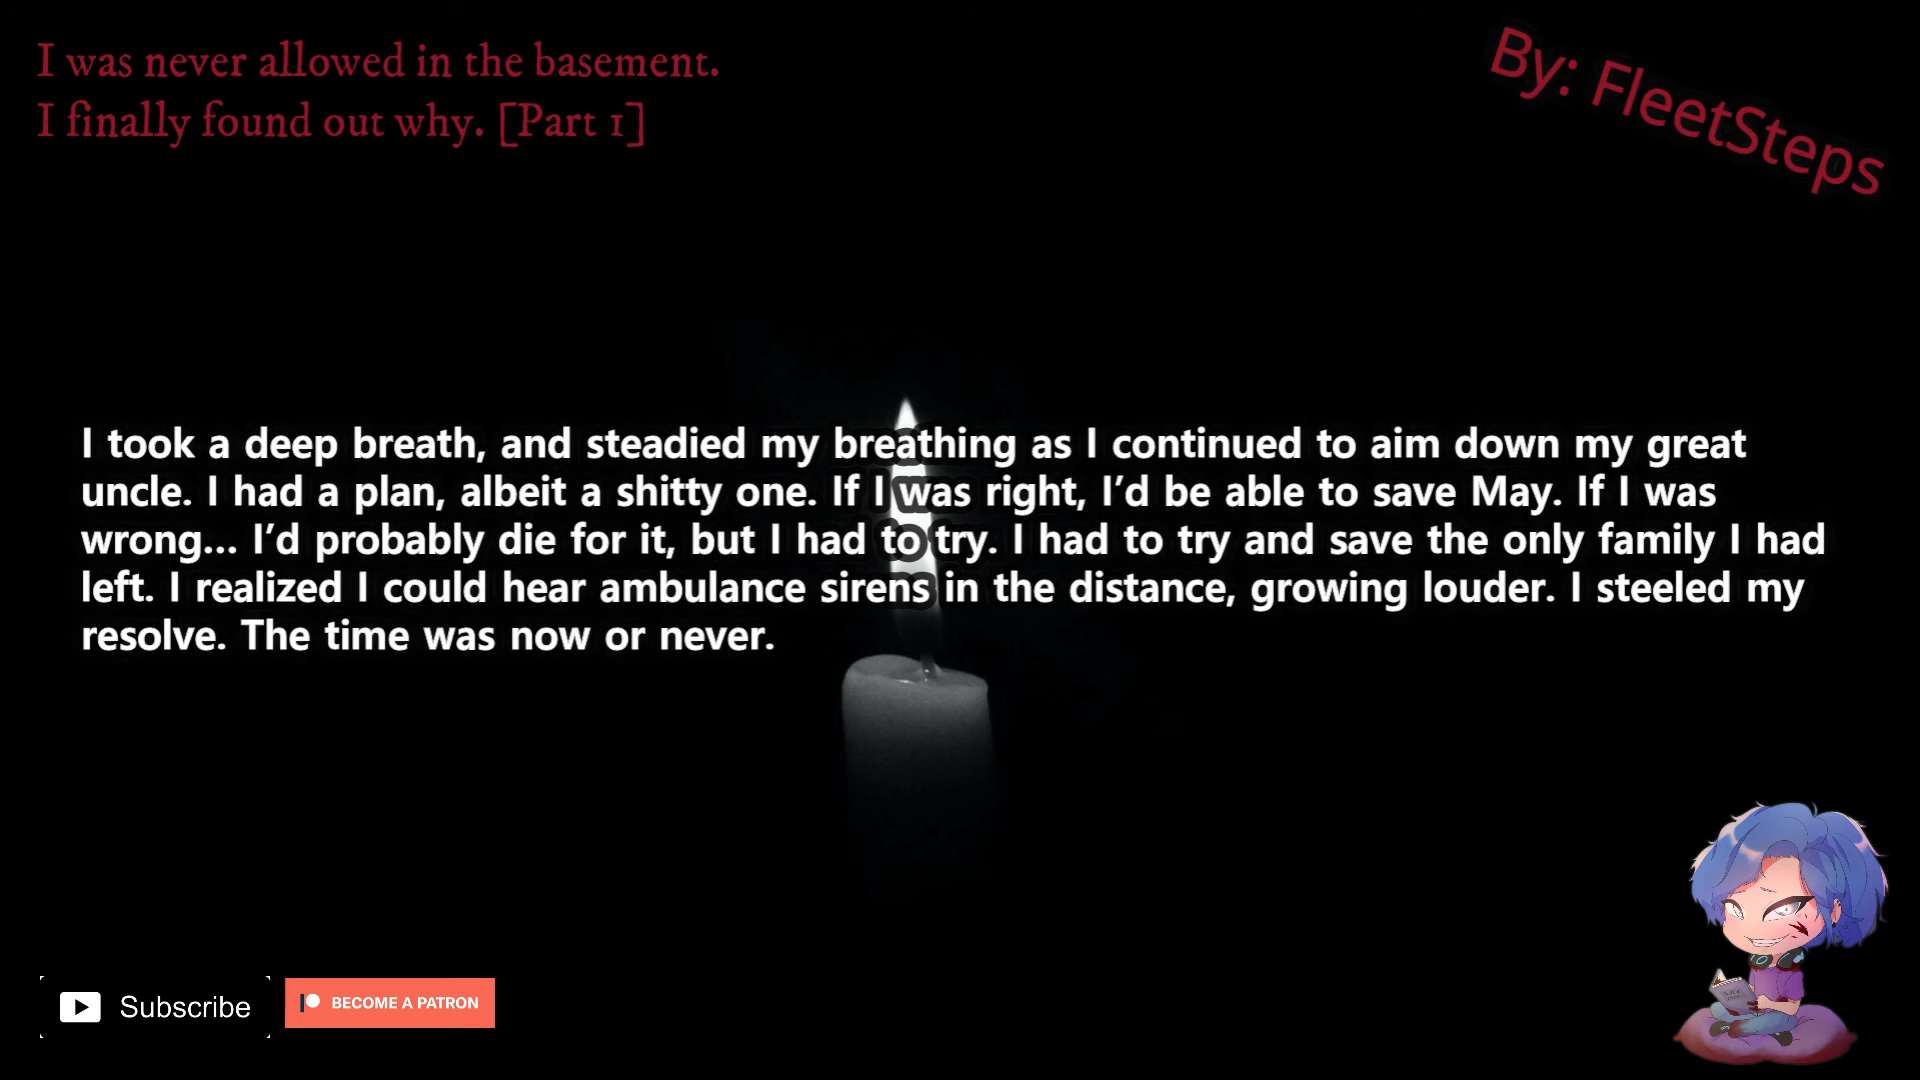 I was never allowed in the basement.
I finally found out why. [Part 1]
By: FleetSteps
I took a deep breath, and steadied my breathing as I continued to aim down my great
uncle. I had a plan, albeit a shitty one. If I was right, I’d be able to save May. If I was
wrong... I’d probably die for it, but I had to try. I had to try and save the only family I had
left. I realized I could hear ambulance sirens in the distance, growing louder. I steeled my
resolve. The time was now or never.
Subscribe
BECOME A PATRON